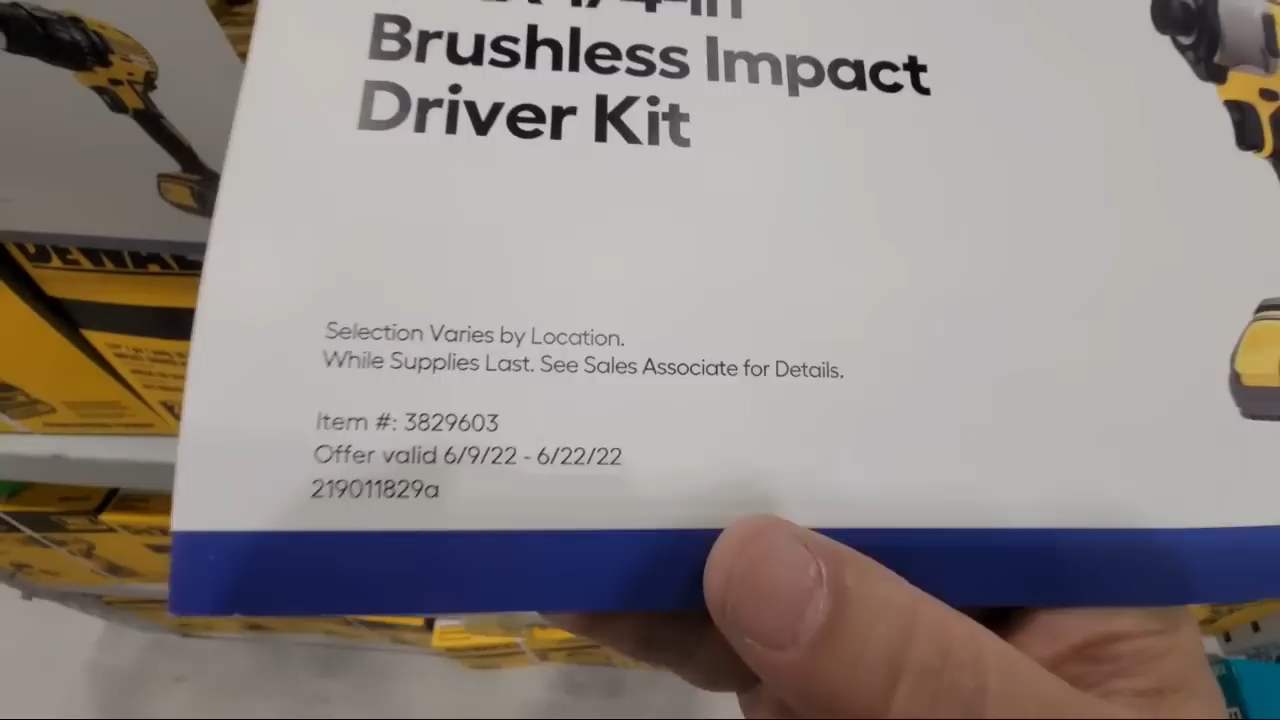 Brushless Impact
Driver Kit
Selection Varies by Location.
While Supplies Last. See Sales Associate for Details.
Item #: 3829603
Offer valid 6/9/22 - 6/22/22
219011829a
DEWALT